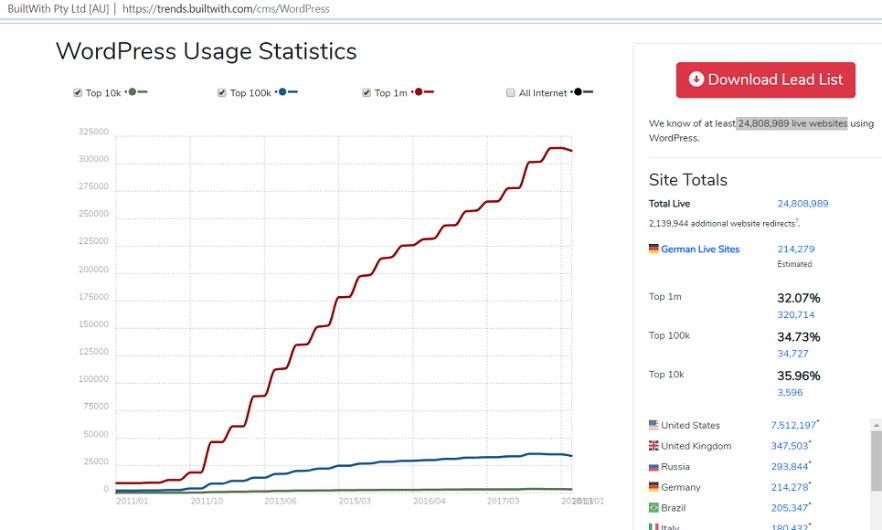 BuiltWith Pty Ltd [AU] | https://trends.builtwith.com/cms/WordPress
WordPress Usage Statistics
Top 10k
Top 100k
Top 1m
All Internet
325000
300000
275000
250000
225000
200000
175000
150000
125000
100000
75000
50000
25000
0
2011/01
2011/10
2013/06
2015/03
2016/04
2017/03
Download Lead List
We know of at least 24,808,989 live websites using
WordPress.
Site Totals
Total Live 24,808,989
2,139,944 additional website redirects?.
German Live Sites 214,279
Estimated
Top 1m 32.07%
320,714
Top 100k 34.73%
34,727
Top 10k 35.96%
3,596
United States 7,512,197*
United Kingdom 347,503*
Russia 293,844*
Germany 214,278*
Brazil 205,347*
Italy 180,432*